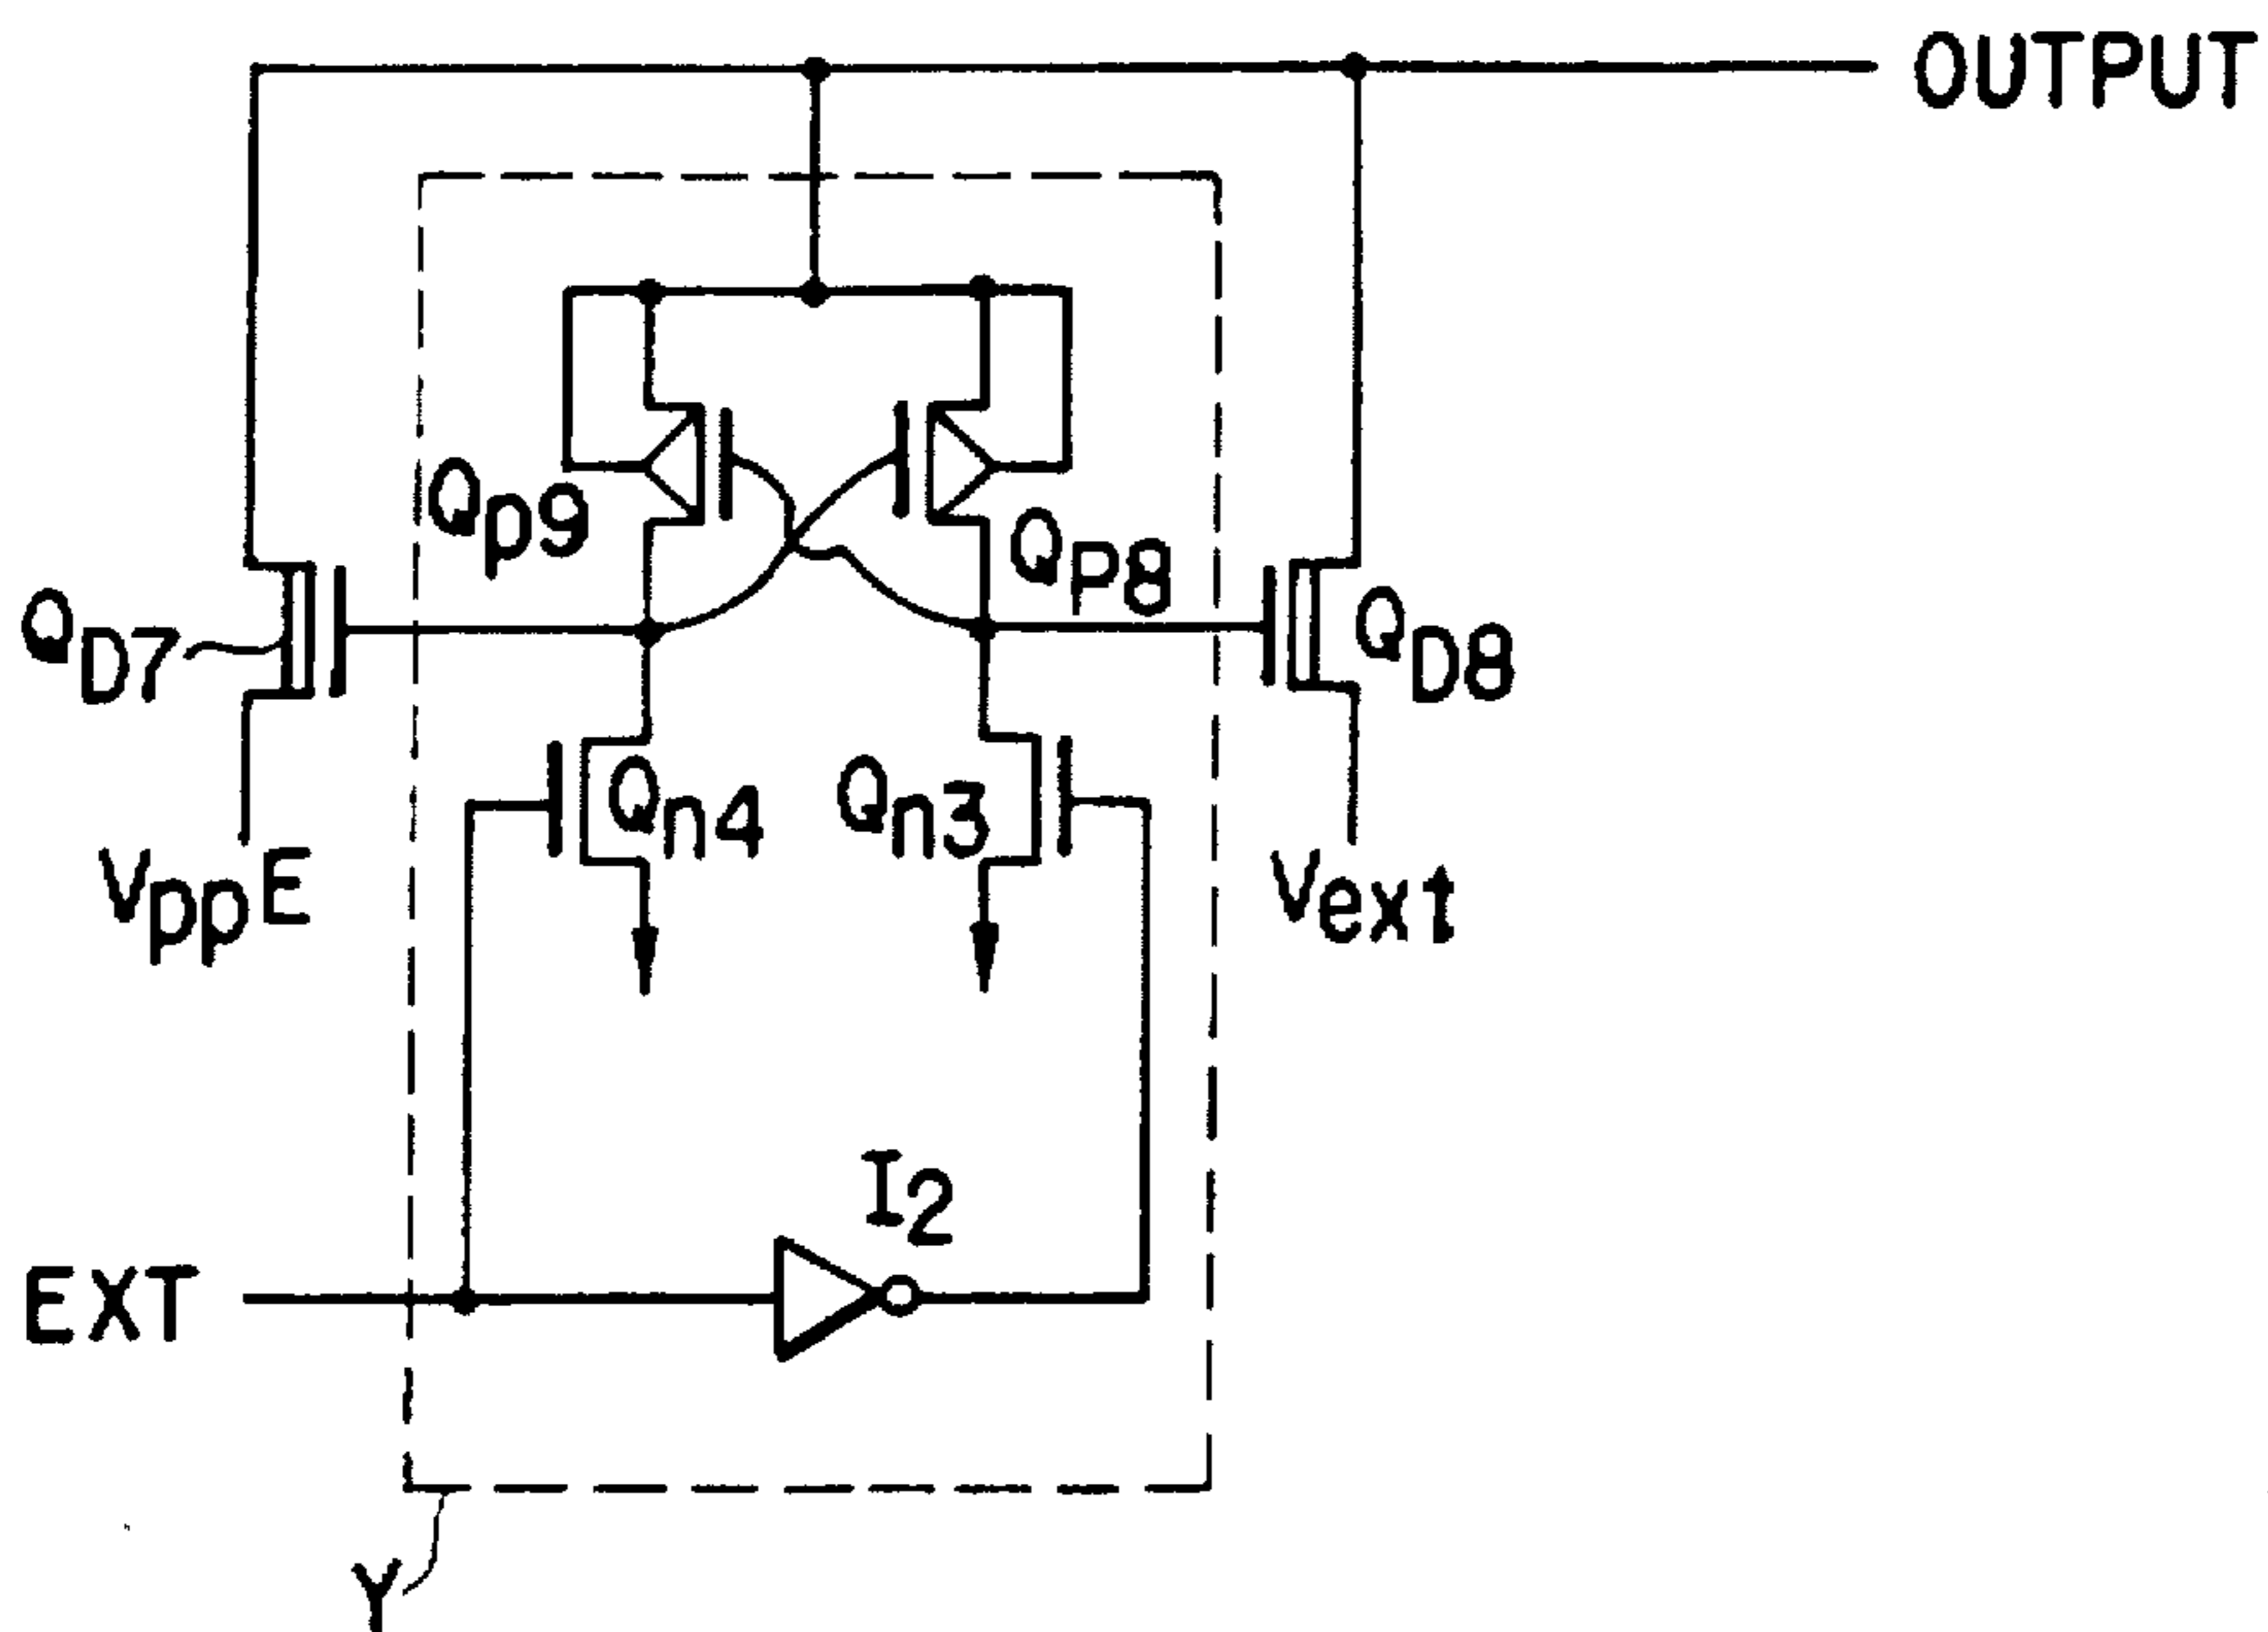 OUTPUT
Qp9
QP8
QD7
QD8
Qn4
Qn3
VppE
Vext
I2
EXT
Y